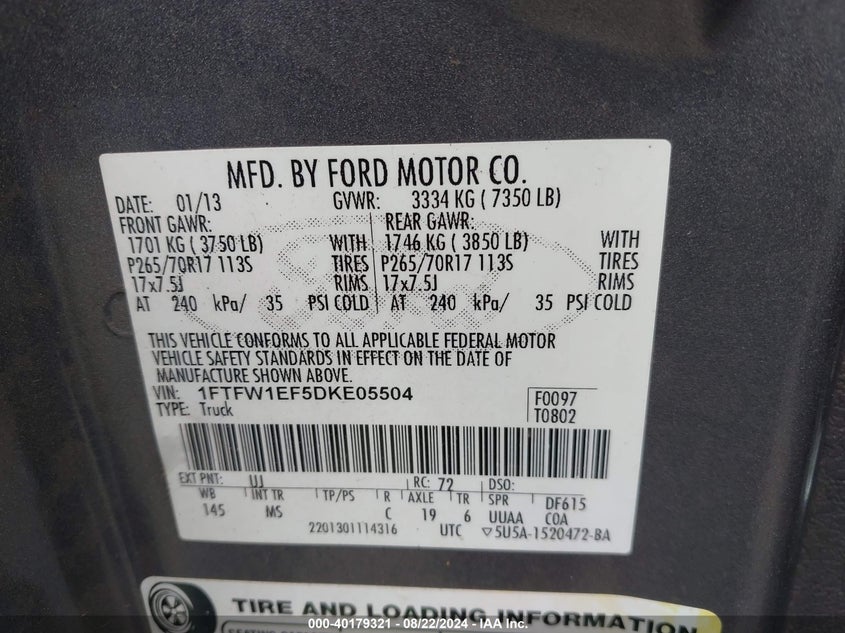 MFD. BY FORD MOTOR CO.
DATE: 01/13 GVWR: 3334 KG ( 7350 LB)
FRONT GAWR: REAR GAWR:
1701 KG ( 3750 LB) WITH 1746 KG ( 3850 LB) WITH
P265/70R17 113S TIRES P265/70R17 113S TIRES
17x7.5J RIMS 17x7.5J RIMS
AT 240 kPa/ 35 PSI COLD AT 240 kPa/ 35 PSI COLD
THIS VEHICLE CONFORMS TO ALL APPLICABLE FEDERAL MOTOR
VEHICLE SAFETY STANDARDS IN EFFECT ON THE DATE OF
MANUFACTURE SHOWN ABOVE.
VIN: 1FTFW1EF5DKE05504 F0097
TYPE: Truck T0802
EXT PNT: UJ RC: 72 DSO:
WB INT TR TP/PS R AXLE TR SPR DF615
145 MS C 19 6 UUAA COA
2201301114316 UTC ▽5U5A-1520472-BA
TIRE AND LOADING INFORMATION
000-40179321 - 08/22/2024 - IAAI.com